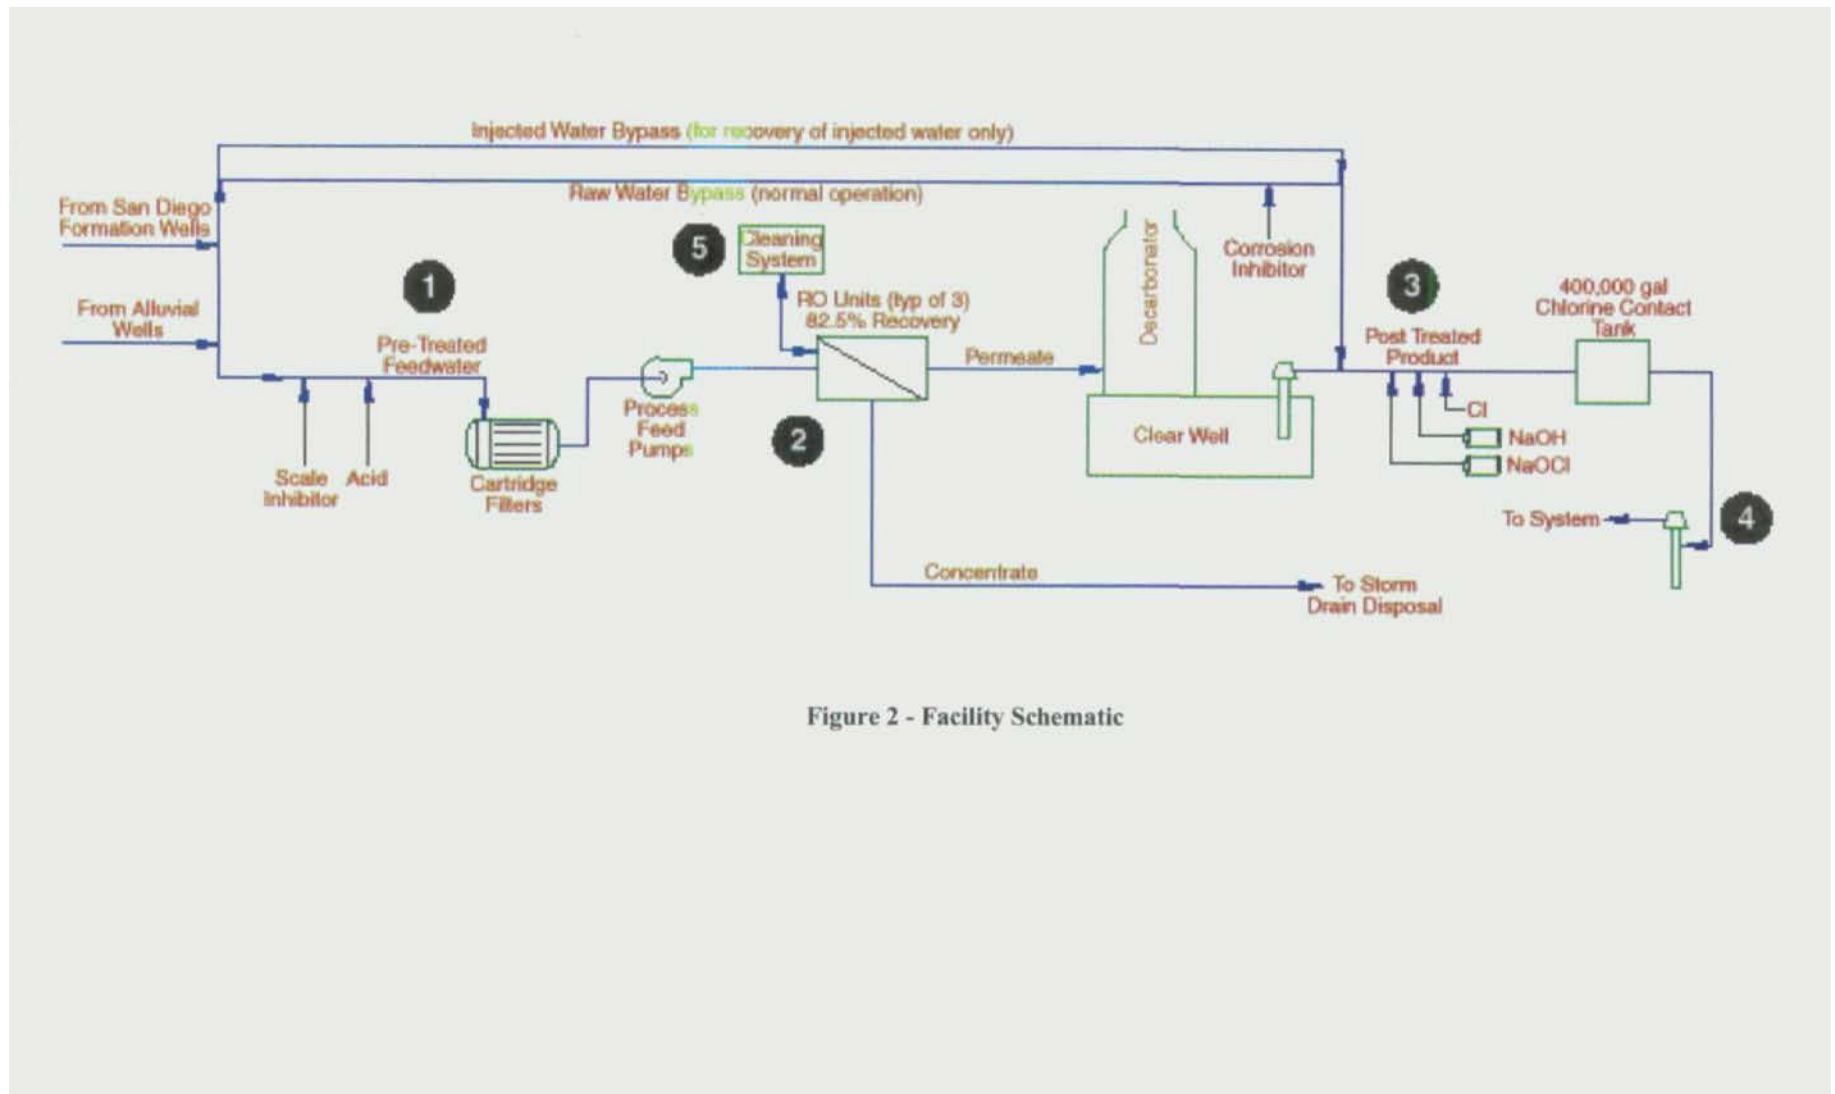 Injected Water Bypass (for recovery of injected water only)
Raw Water Bypass (normal operation)
From San Diego
Formation Wells
From Alluvial
Wells
1
Pre-Treated
Feedwater
Scale
Inhibitor
Acid
Cartridge
Filters
Process
Feed
Pumps
5
Cleaning
System
RO Units (typ of 3)
82.5% Recovery
2
Permeate
Decarbonator
Clear Well
Corrosion
Inhibitor
3
Post Treated
Product
400,000 gal
Chlorine Contact
Tank
Cl
NaOH
NaOCl
To System
4
Concentrate
To Storm
Drain Disposal
Figure 2 - Facility Schematic